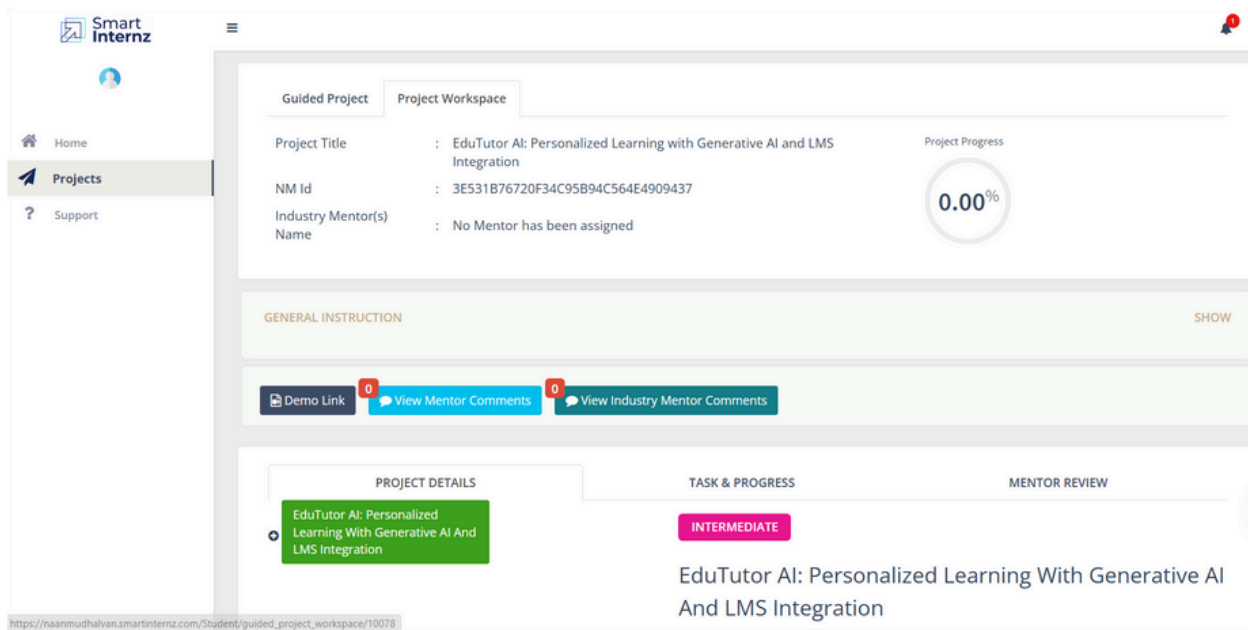 Smart
Internz
1
Home
Projects
Support
Guided Project
Project Workspace
Project Title : EduTutor AI: Personalized Learning with Generative AI and LMS
Integration
NM Id : 3E531B76720F34C95B94C564E4909437
Industry Mentor(s)
Name : No Mentor has been assigned
Project Progress
0.00%
GENERAL INSTRUCTION SHOW
Demo Link
0
View Mentor Comments
0
View Industry Mentor Comments
PROJECT DETAILS
TASK & PROGRESS
MENTOR REVIEW
EduTutor AI: Personalized
Learning With Generative AI And
LMS Integration
INTERMEDIATE
EduTutor AI: Personalized Learning With Generative AI
And LMS Integration
https://naanmudhalvan.smartinternz.com/Student/guided_project_workspace/10078